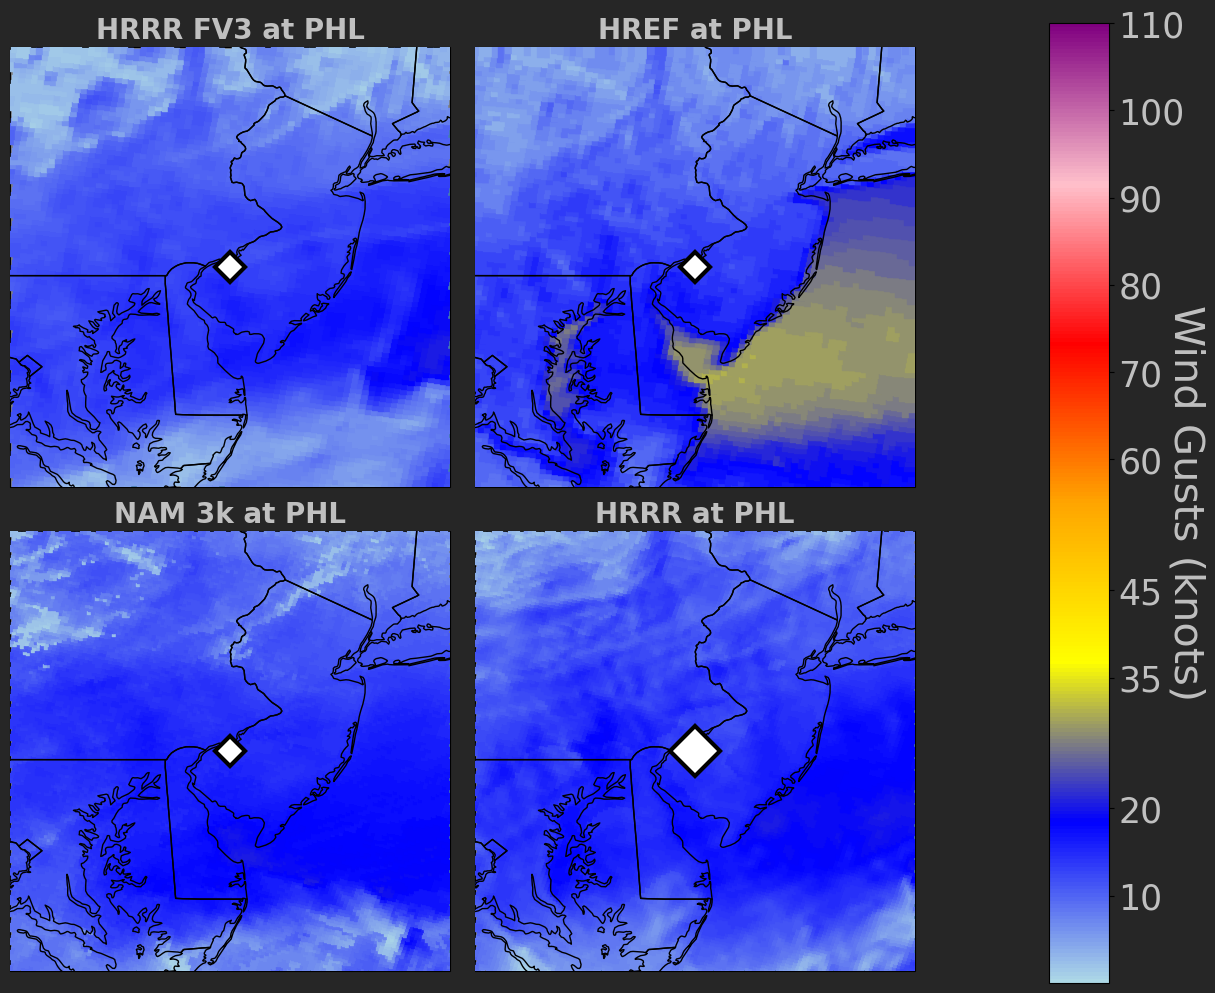 HRRR FV3 at PHL
HREF at PHL
NAM 3k at PHL
HRRR at PHL
110
100
90
80
70
60
45
35
20
10
Wind Gusts (knots)